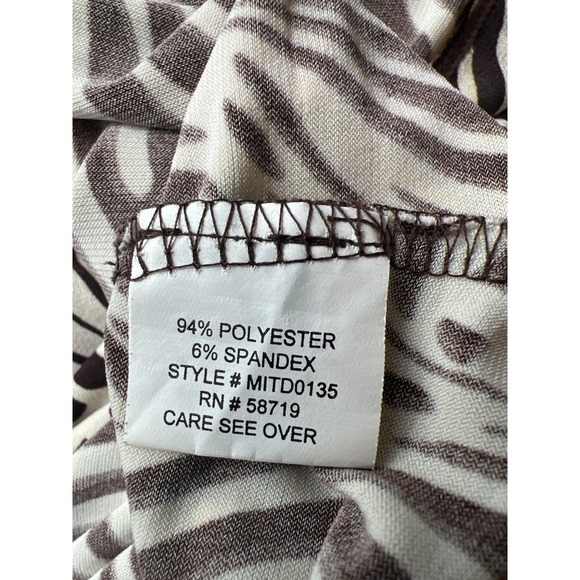 94% POLYESTER
6% SPANDEX
STYLE # MITD0135
RN # 58719
CARE SEE OVER